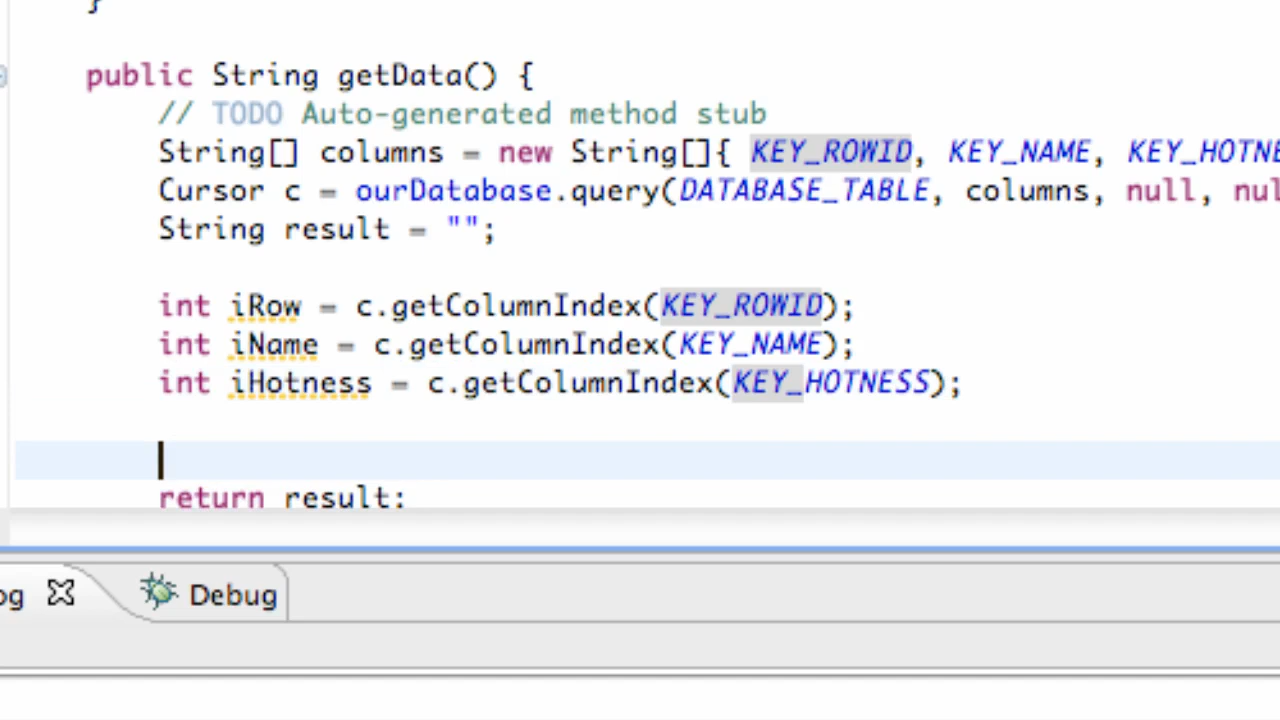 }
public String getData() {
// TODO Auto-generated method stub
String[] columns = new String[]{ KEY_ROWID, KEY_NAME, KEY_HOTNE
Cursor c = ourDatabase.query(DATABASE_TABLE, columns, null, nul
String result = "";
int iRow = c.getColumnIndex(KEY_ROWID);
int iName = c.getColumnIndex(KEY_NAME);
int iHotness = c.getColumnIndex(KEY_HOTNESS);
return result;
og Debug